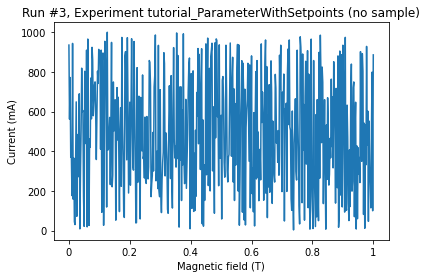 Run #3, Experiment tutorial_ParameterWithSetpoints (no sample)
1000
800
600
400
200
0
Current (mA)
0 0.2 0.4 0.6 0.8 1
Magnetic field (T)